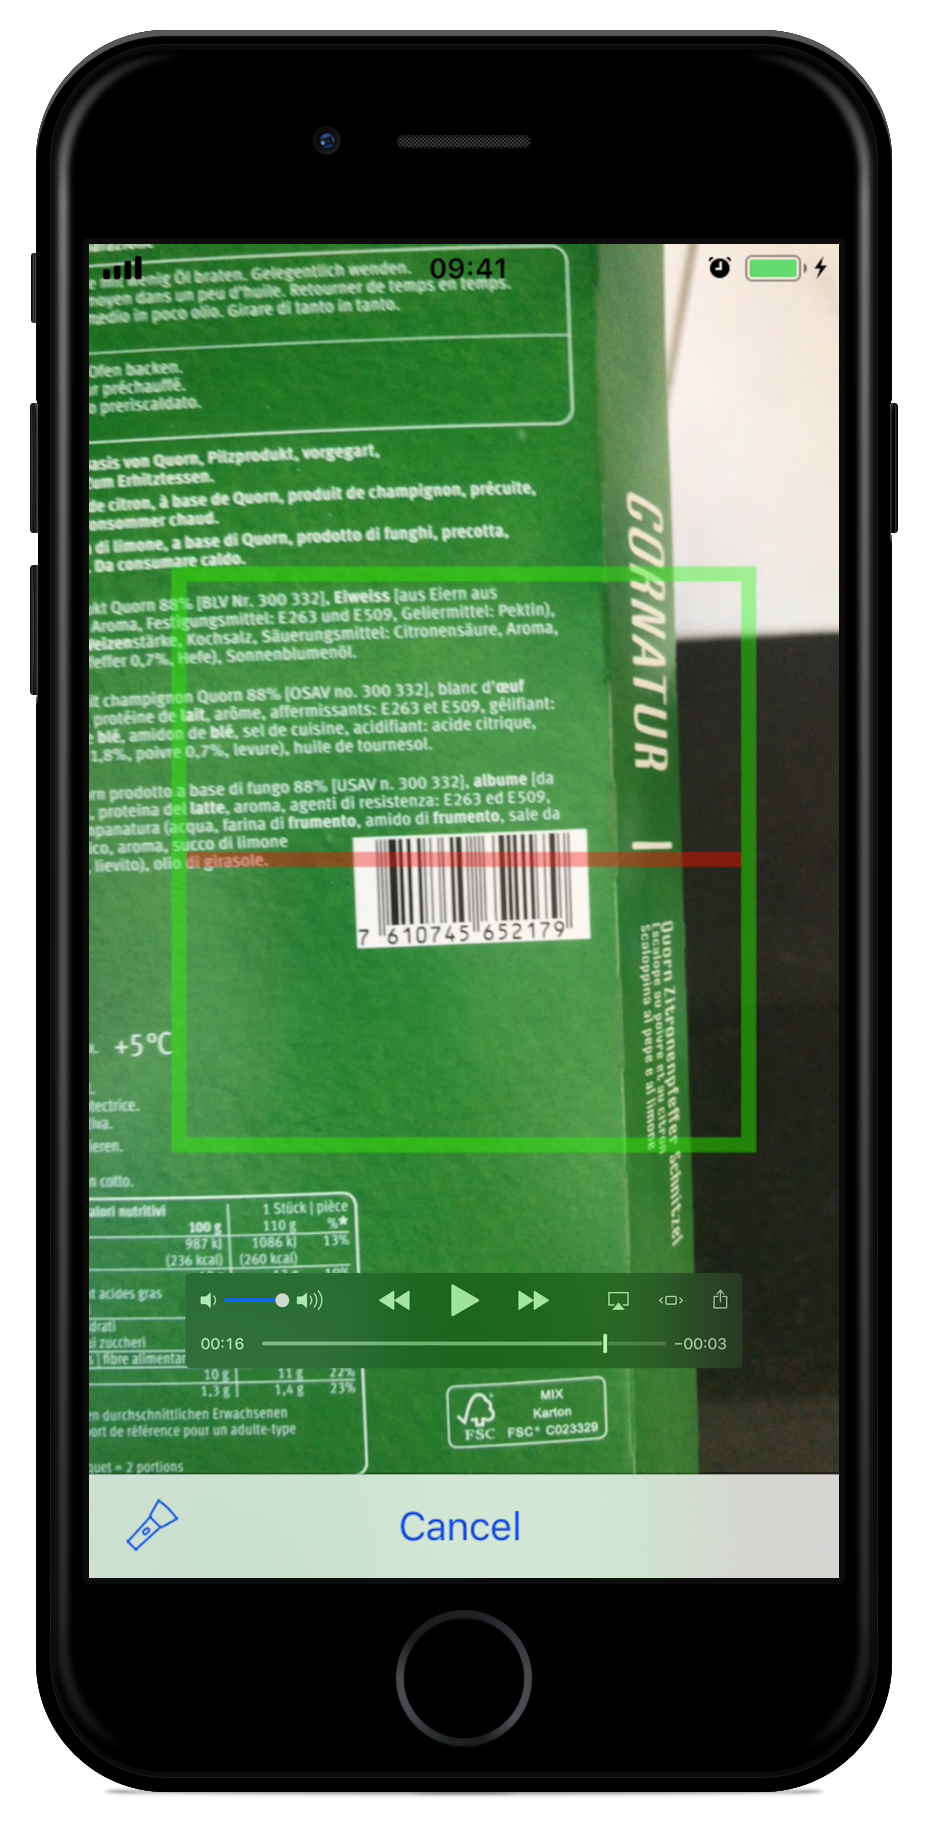 09:41
enig Öl braten. Gelegentlich wenden.
moyen dans un peu d'huile. Retourner de temps en temps.
medio in poco olio. Girare di tanto in tanto.
Ofen backen.
ur préchauffé.
o preriscaldato.
asis von Quorn, Pilzprodukt, vorgegart,
um Erhitztessen.
de citron, à base de Quorn, produit de champignon, précuite,
onsommer chaud.
di limone, a base di Quorn, prodotto di funghi, precotta,
. Da consumare caldo.
ukt Quorn 88% [BLV Nr. 300 332], Eiweiss [aus Eiern aus
Aroma, Festigungsmittel: E263 und E509, Geliermittel: Pektin),
Weizenstärke, Kochsalz, Säuerungsmittel: Citronensäure, Aroma,
feffer 0,7%, Hefe), Sonnenblumenöl.
it champignon Quorn 88% [OSAV no. 300 332], blanc d'œuf
protéine de lait, arôme, affermissants: E263 et E509, gélifiant:
e blé, amidon de blé, sel de cuisine, acidifiant: acide citrique,
1,8%, poivre 0,7%, levure), huile de tournesol.
rn prodotto a base di fungo 88% [USAV n. 300 332], albume [da
, proteina del latte, aroma, agenti di resistenza: E263 ed E509,
npanatura (acqua, farina di frumento, amido di frumento, sale da
ico, aroma, succo di limone
, lievito), olio di girasole.
7 610745 652179
CORNATUR
Quorn Zitronenpfeffer Schnitzel
Escalope au poivre et au citron
Scaloppina al pepe e al limone
+5°C
tectrice.
tiva.
ieren.
n cotto.
alori nutritivi
1 Stück | pièce
100 g 110 g %★
987 kJ 1086 kJ 13%
(236 kcal) (260 kcal)
t acides gras
drati
i zuccheri
s | fibre alimentar
10 g 11 g 22%
1,3 g 1,4 g 23%
en durchschnittlichen Erwachsenen
ort de référence pour un adulte-type
quet = 2 portions
00:16
-00:03
MIX
Karton
FSC FSC® C023329
Cancel